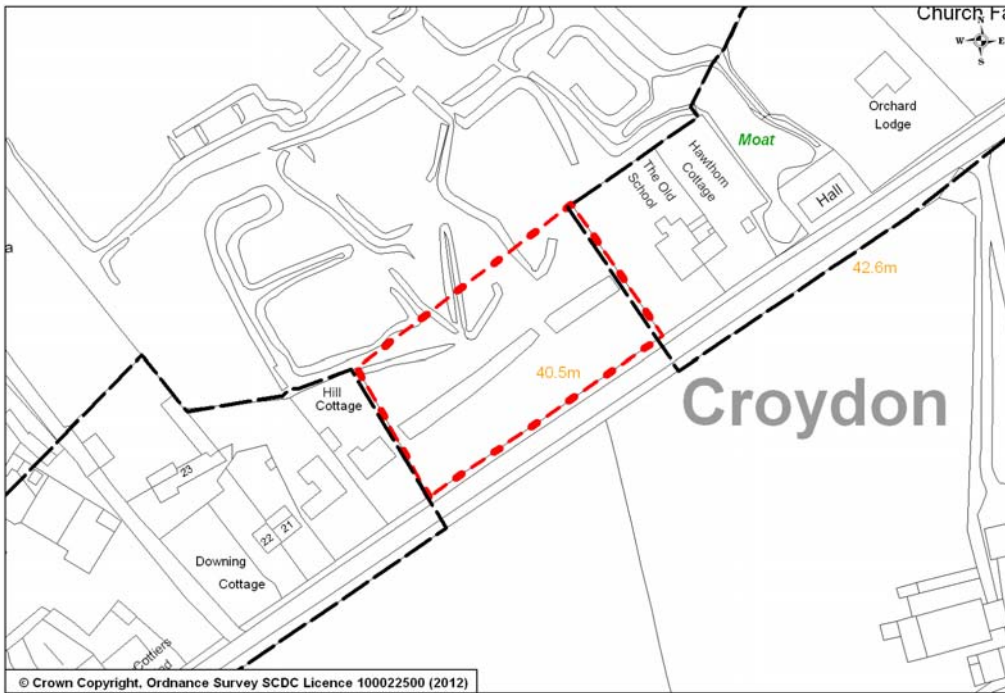 Church Fa
N
W E
S
Orchard
Lodge
Moat
Hawthorn
Cottage
The Old
School
Hall
a
42.6m
40.5m
Croydon
Hill
Cottage
23
22 21
Downing
Cottage
Cottiers
© Crown Copyright, Ordnance Survey SCDC Licence 100022500 (2012)